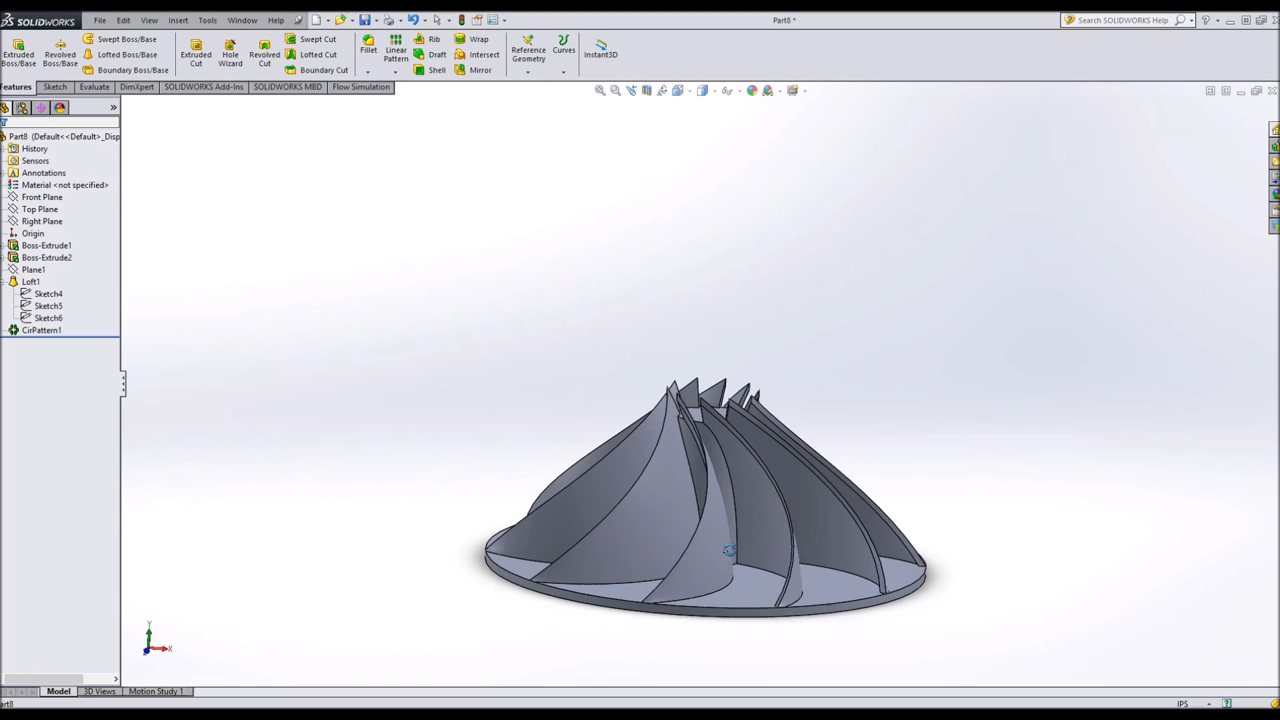 SOLIDWORKS File Edit View Insert Tools Window Help Part8 * Search SOLIDWORKS Help
Extruded Boss/Base
Revolved Boss/Base
Swept Boss/Base
Lofted Boss/Base
Boundary Boss/Base
Extruded Cut
Hole Wizard
Revolved Cut
Swept Cut
Lofted Cut
Boundary Cut
Fillet
Linear Pattern
Rib
Draft
Shell
Wrap
Intersect
Mirror
Reference Geometry
Curves
Instant3D
Features Sketch Evaluate DimXpert SOLIDWORKS Add-Ins SOLIDWORKS MBD Flow Simulation
Part8 (Default<<Default>_Disp
History
Sensors
Annotations
Material <not specified>
Front Plane
Top Plane
Right Plane
Origin
Boss-Extrude1
Boss-Extrude2
Plane1
Loft1
Sketch4
Sketch5
Sketch6
CirPattern1
Y
X
Model 3D Views Motion Study 1
art8 IPS